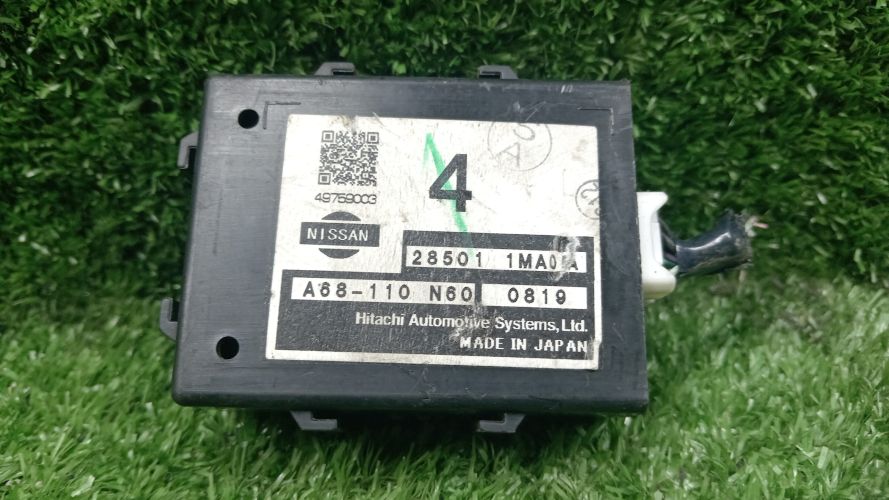 4
49759003
NISSAN
28501 1MA0A
A68-110 N60 0819
Hitachi Automotive Systems, Ltd.
MADE IN JAPAN